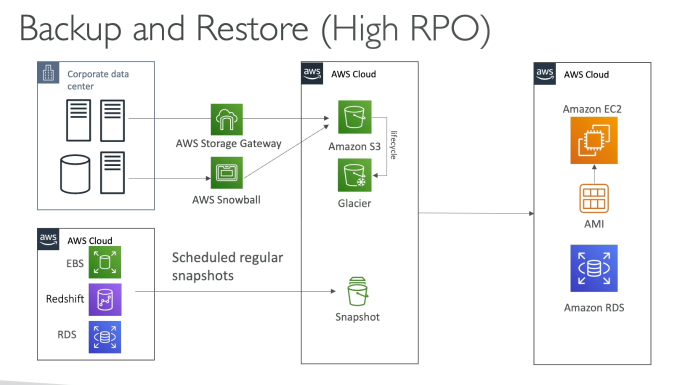 Backup and Restore (High RPO)
Corporate data
center
AWS Storage Gateway
AWS Snowball
aws
AWS Cloud
Amazon S3
lifecycle
Glacier
Snapshot
aws
AWS Cloud
EBS
Redshift
RDS
Scheduled regular
snapshots
aws
AWS Cloud
Amazon EC2
AMI
Amazon RDS